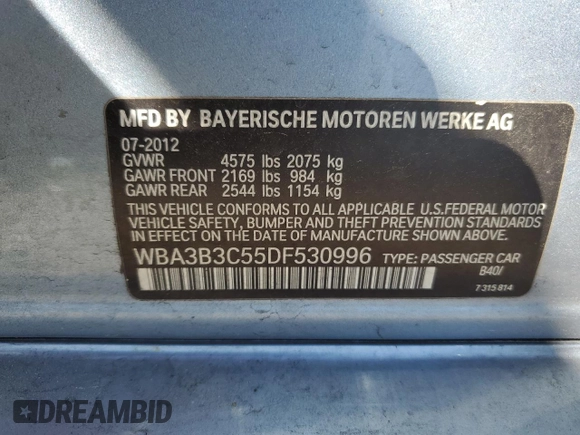 MFD BY BAYERISCHE MOTOREN WERKE AG
07-2012
GVWR 4575 lbs 2075 kg
GAWR FRONT 2169 lbs 984 kg
GAWR REAR 2544 lbs 1154 kg
THIS VEHICLE CONFORMS TO ALL APPLICABLE U.S.FEDERAL MOTOR
VEHICLE SAFETY, BUMPER AND THEFT PREVENTION STANDARDS
IN EFFECT ON THE DATE OF MANUFACTURE SHOWN
ABOVE.
WBA3B3C55DF530996 TYPE: PASSENGER CAR
B40/
7315814
DREAMBID